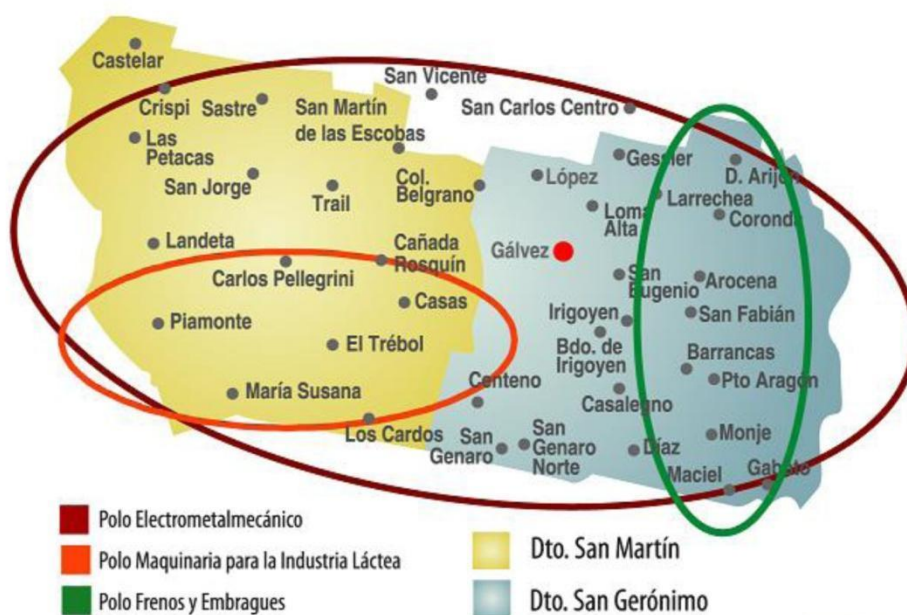 Castelar
San Vicente
San Carlos Centro
Crispi
Sastre
San Martín
de las Escobas
Las
Petacas
Gessler
D. Arijón
San Jorge
Trail
Col.
Belgrano
López
Larrechea
Loma
Alta
Coronda
Landeta
Cañada
Rosquín
Gálvez
Carlos Pellegrini
San
Eugenio
Arocena
Casas
Irigoyen
San Fabián
Piamonte
El Trébol
Bdo. de
Irigoyen
Barrancas
Pto Aragón
María Susana
Centeno
Casalegno
Los Cardos
San
Genaro
San
Genaro
Norte
Díaz
Monje
Maciel
Gaboto
Polo Electrometalmecánico
Polo Maquinaria para la Industria Láctea
Polo Frenos y Embragues
Dto. San Martín
Dto. San Gerónimo